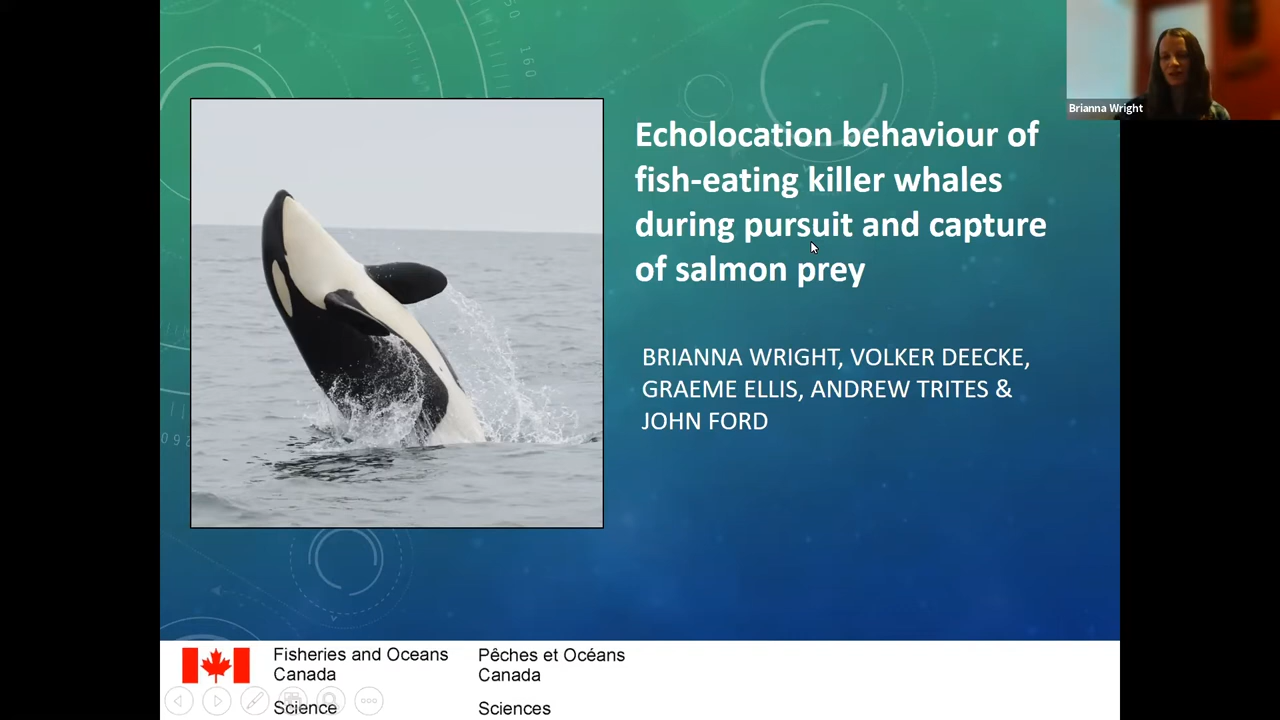 Brianna Wright
Echolocation behaviour of
fish-eating killer whales
during pursuit and capture
of salmon prey
BRIANNA WRIGHT, VOLKER DEECKE,
GRAEME ELLIS, ANDREW TRITES &
JOHN FORD
Fisheries and Oceans
Canada
Science
Pêches et Océans
Canada
Sciences
160